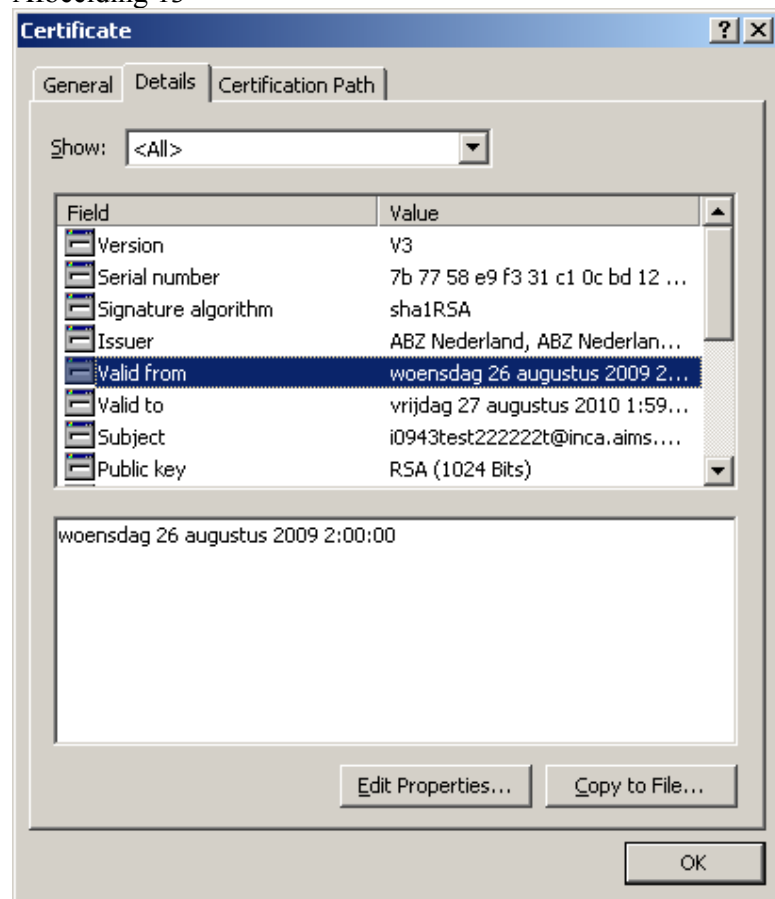 Afbeelding 13
Certificate
General Details Certification Path
Show: <All>
Field Value
Version V3
Serial number 7b 77 58 e9 f3 31 c1 0c bd 12 ...
Signature algorithm sha1RSA
Issuer ABZ Nederland, ABZ Nederlan...
Valid from woensdag 26 augustus 2009 2...
Valid to vrijdag 27 augustus 2010 1:59...
Subject i0943test222222t@inca.aims....
Public key RSA (1024 Bits)
woensdag 26 augustus 2009 2:00:00
Edit Properties... Copy to File...
OK